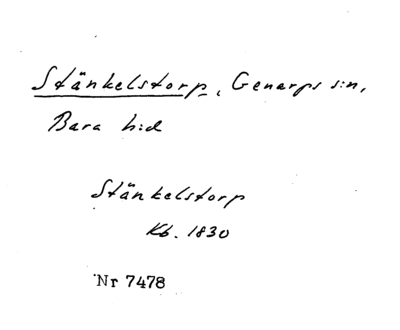 Stänkelstorp, Genarps s:n,
Bara h:d
Stänkelstorp
Kb. 1830
Nr 7478